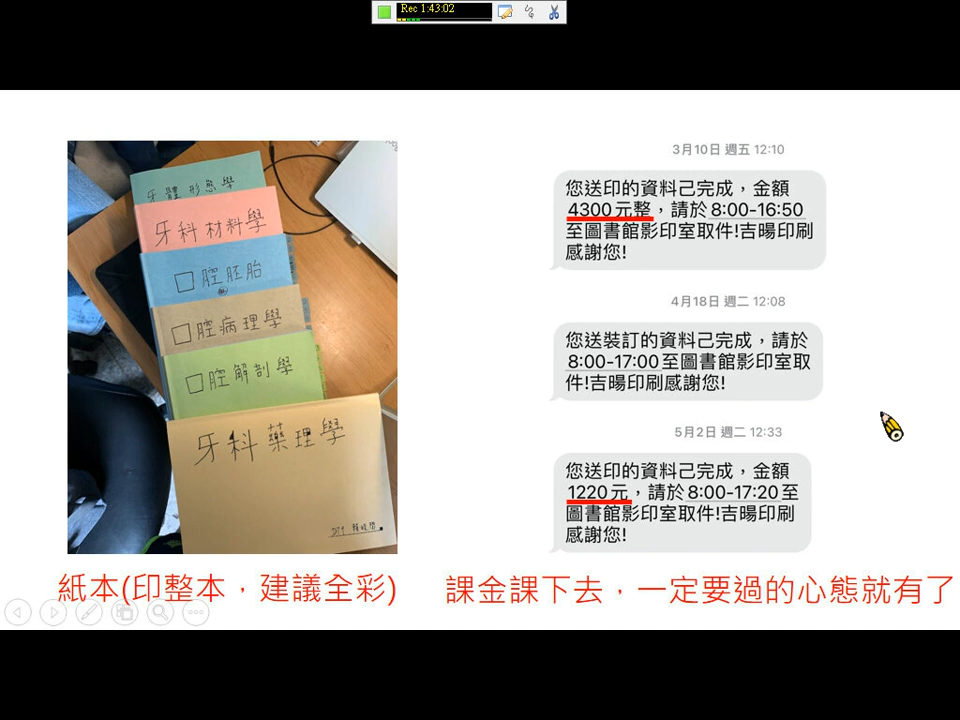 Rec 1:43:02
牙體形態學
牙科材料學
口腔胚胎
口腔病理學
口腔解剖學
牙科藥理學
3月10日 週五 12:10
您送印的資料已完成，金額
4300元整，請於8:00-16:50
至圖書館影印室取件!吉暘印刷
感謝您!
4月18日 週二 12:08
您送裝訂的資料已完成，請於
8:00-17:00至圖書館影印室取
件!吉暘印刷感謝您!
5月2日 週二 12:33
您送印的資料已完成，金額
1220元，請於8:00-17:20至
圖書館影印室取件!吉暘印刷
感謝您!
紙本(印整本，建議全彩)
課金課下去，一定要過的心態就有了